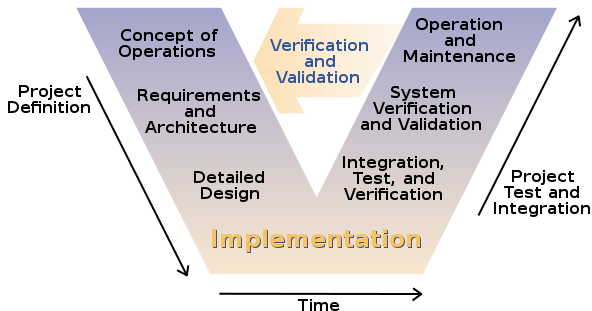 Concept of
Operations
Operation
and
Maintenance
Verification
and
Validation
Project
Definition
Requirements
and
Architecture
System
Verification
and Validation
Detailed
Design
Integration,
Test, and
Verification
Project
Test and
Integration
Implementation
Time